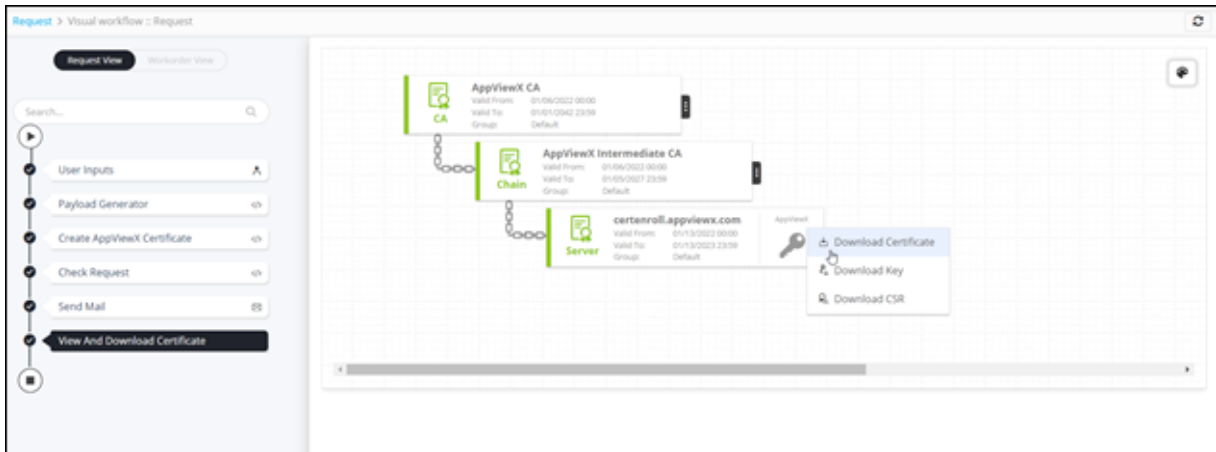 Request > Visual workflow :: Request
Request View
Workorder View
Search...
User Inputs
Payload Generator
Create AppViewX Certificate
Check Request
Send Mail
View And Download Certificate
AppViewX CA
Valid From: 01/06/2022 00:00
Valid To: 01/01/2042 23:59
Group: Default
CA
AppViewX Intermediate CA
Valid From: 01/06/2022 00:00
Valid To: 01/05/2027 23:59
Group: Default
Chain
certenroll.appviewx.com
Valid From: 01/13/2022 00:00
Valid To: 01/13/2023 23:59
Group: Default
Server
AppViewX
Download Certificate
Download Key
Download CSR